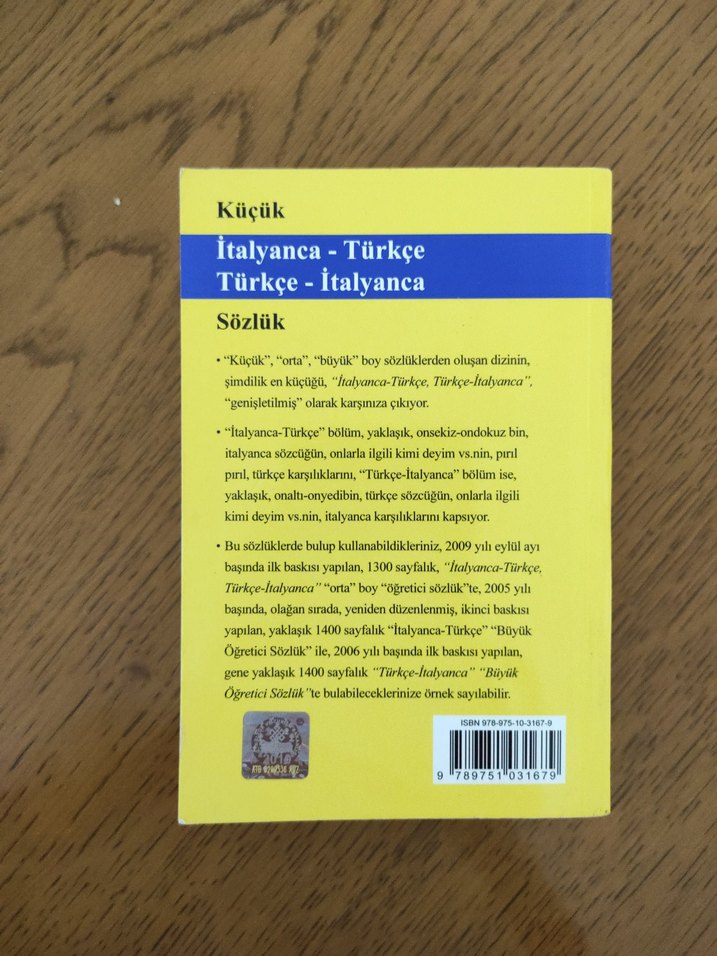 Küçük
İtalyanca - Türkçe
Türkçe - İtalyanca
Sözlük
• “Küçük”, “orta”, “büyük” boy sözlüklerden oluşan dizinin,
şimdilik en küçüğü, “İtalyanca-Türkçe, Türkçe-İtalyanca”,
“genişletilmiş” olarak karşınıza çıkıyor.
• “İtalyanca-Türkçe” bölüm, yaklaşık, onsekiz-ondokuz bin,
italyanca sözcüğün, onlarla ilgili kimi deyim vs.nin, pırıl
pırıl, türkçe karşılıklarını, “Türkçe-İtalyanca” bölüm ise,
yaklaşık, onaltı-onyedibin, türkçe sözcüğün, onlarla ilgili
kimi deyim vs.nin, italyanca karşılıklarını kapsıyor.
• Bu sözlüklerde bulup kullanabildikleriniz, 2009 yılı eylül ayı
başında ilk baskısı yapılan, 1300 sayfalık, “İtalyanca-Türkçe,
Türkçe-İtalyanca” “orta” boy “öğretici sözlük”te, 2005 yılı
başında, olağan sırada, yeniden düzenlenmiş, ikinci baskısı
yapılan, yaklaşık 1400 sayfalık “İtalyanca-Türkçe” “Büyük
Öğretici Sözlük” ile, 2006 yılı başında ilk baskısı yapılan,
gene yaklaşık 1400 sayfalık “Türkçe-İtalyanca” “Büyük
Öğretici Sözlük”te bulabileceklerinize örnek sayılabilir.
ISBN 978-975-10-3167-9
9 789751 031679